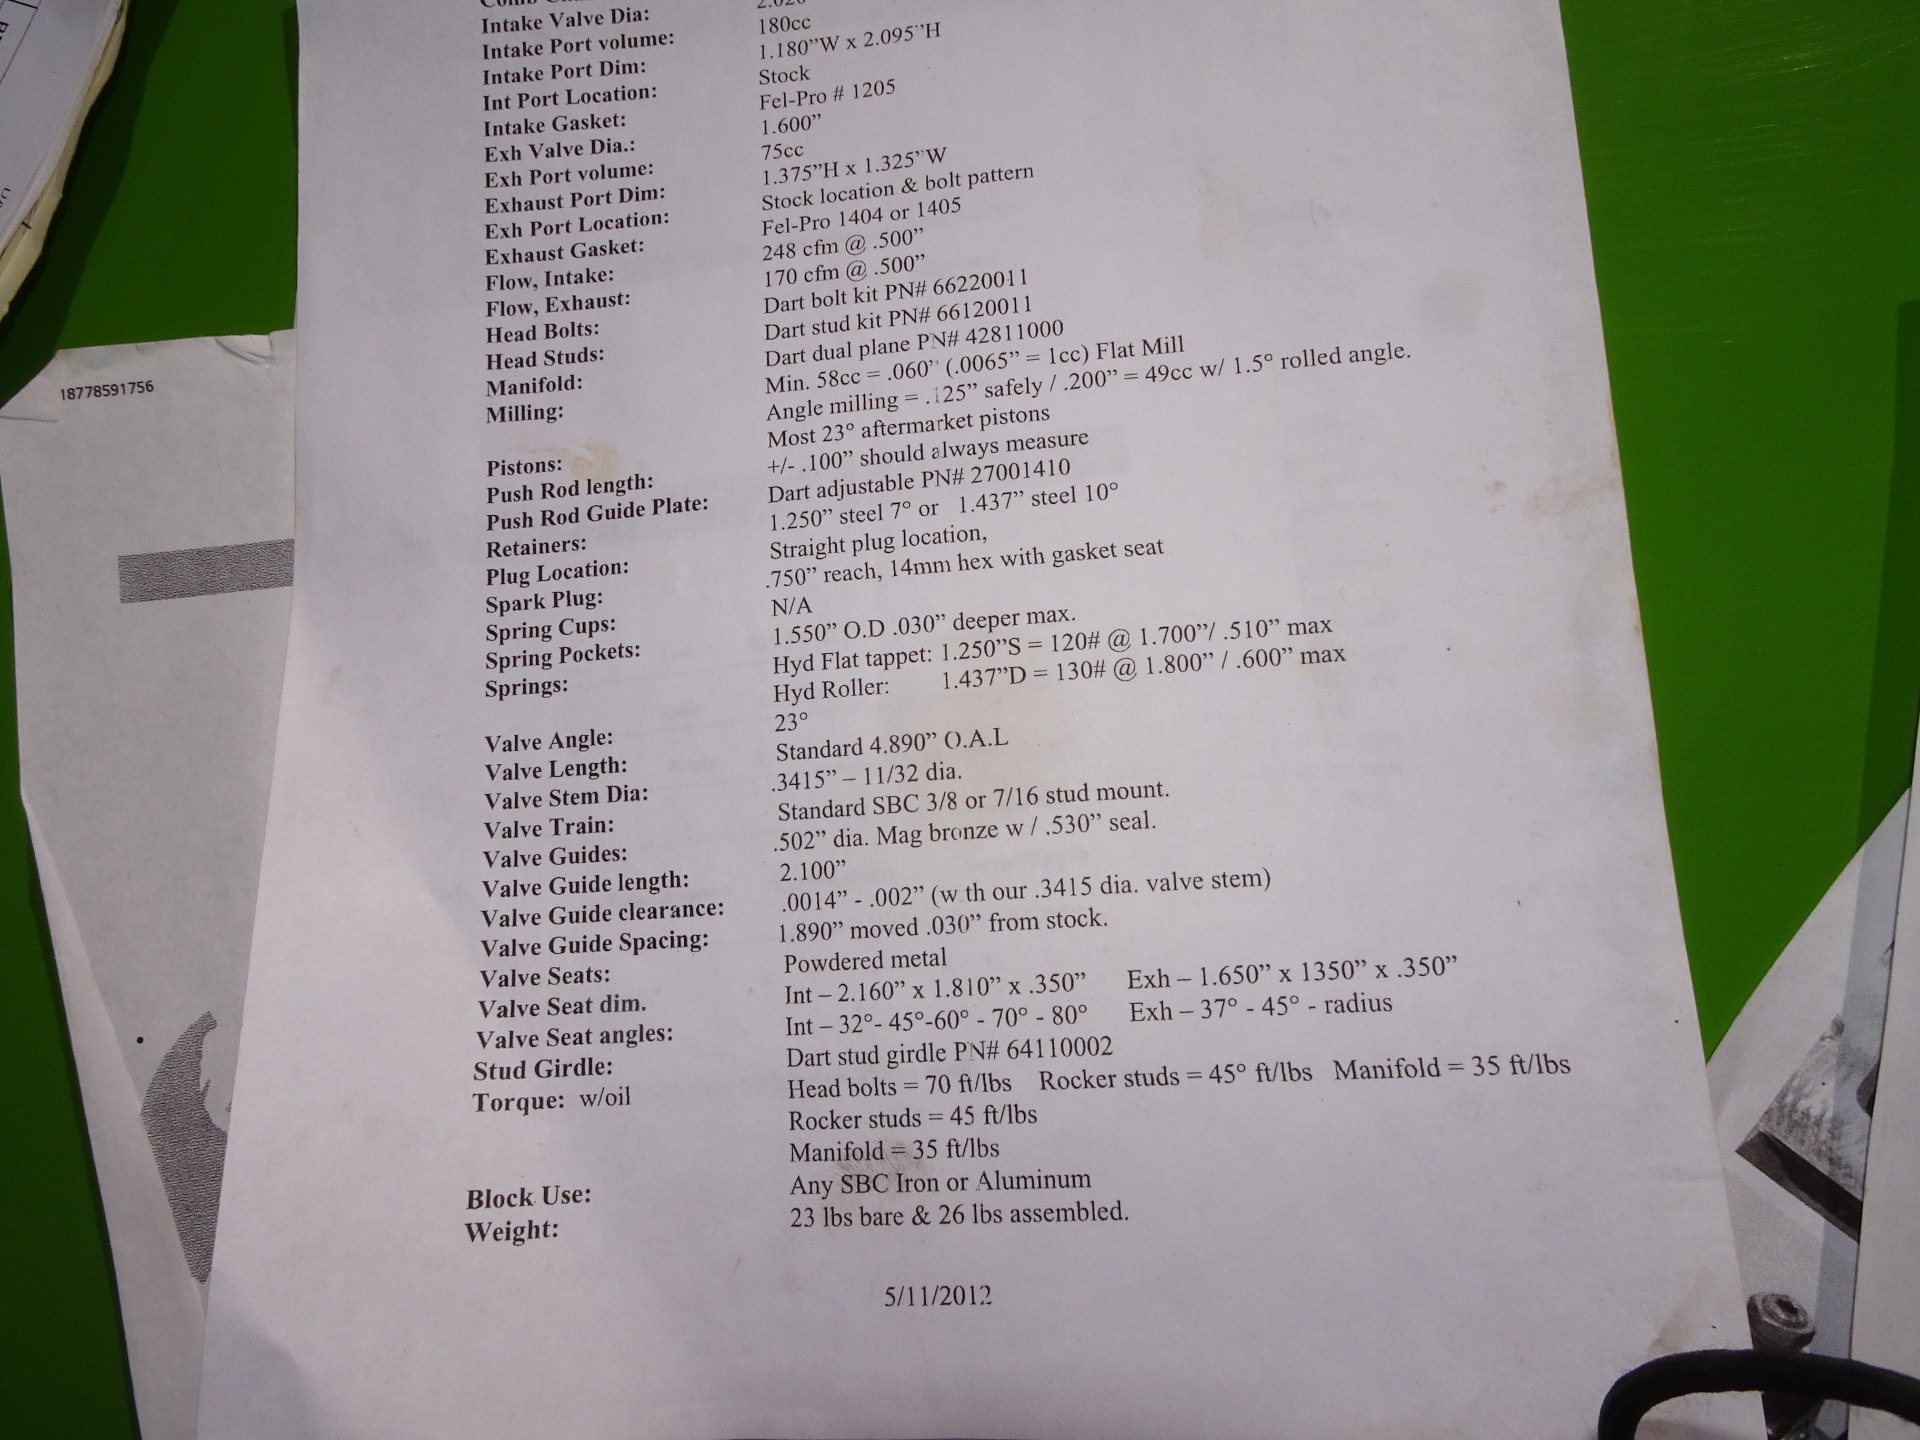 2.020
Intake Valve Dia: 180cc
Intake Port volume: 1.180”W x 2.095”H
Intake Port Dim: Stock
Int Port Location: Fel-Pro # 1205
Intake Gasket: 1.600”
Exh Valve Dia.: 75cc
Exh Port volume: 1.375”H x 1.325”W
Exhaust Port Dim: Stock location & bolt pattern
Exh Port Location: Fel-Pro 1404 or 1405
Exhaust Gasket: 248 cfm @ .500”
Flow, Intake: 170 cfm @ .500”
Flow, Exhaust: Dart bolt kit PN# 66220011
Head Bolts: Dart stud kit PN# 66120011
Head Studs: Dart dual plane PN# 42811000
Manifold: Min. 58cc = .060” (.0065” = 1cc) Flat Mill
Milling: Angle milling = .125” safely / .200” = 49cc w/ 1.5° rolled angle.
Most 23° aftermarket pistons
Pistons: +/- .100” should always measure
Push Rod length: Dart adjustable PN# 27001410
Push Rod Guide Plate: 1.250” steel 7° or 1.437” steel 10°
Retainers: Straight plug location,
Plug Location: .750” reach, 14mm hex with gasket seat
Spark Plug: N/A
Spring Cups: 1.550” O.D .030” deeper max.
Spring Pockets: Hyd Flat tappet: 1.250”S = 120# @ 1.700”/ .510” max
Springs: Hyd Roller: 1.437”D = 130# @ 1.800” / .600” max
23°
Valve Angle: Standard 4.890” O.A.L
Valve Length: .3415” – 11/32 dia.
Valve Stem Dia: Standard SBC 3/8 or 7/16 stud mount.
Valve Train: .502” dia. Mag bronze w / .530” seal.
Valve Guides: 2.100”
Valve Guide length: .0014” - .002” (w th our .3415 dia. valve stem)
Valve Guide clearance: 1.890” moved .030” from stock.
Valve Guide Spacing: Powdered metal
Valve Seats: Int – 2.160” x 1.810” x .350” Exh – 1.650” x 1350” x .350”
Valve Seat dim. Int – 32°- 45°-60° - 70° - 80° Exh – 37° - 45° - radius
Valve Seat angles: Dart stud girdle PN# 64110002
Stud Girdle: Head bolts = 70 ft/lbs Rocker studs = 45° ft/lbs Manifold = 35 ft/lbs
Torque: w/oil Rocker studs = 45 ft/lbs
Manifold = 35 ft/lbs
Block Use: Any SBC Iron or Aluminum
Weight: 23 lbs bare & 26 lbs assembled.
5/11/2012
18778591756